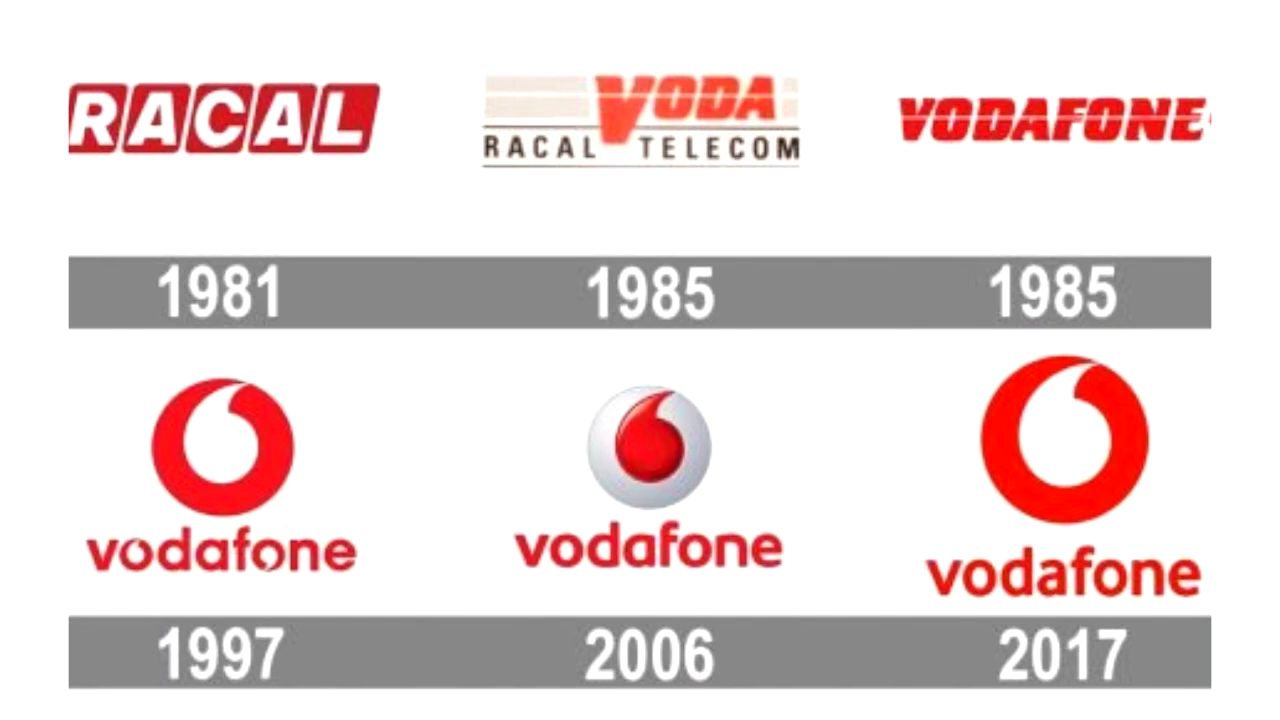 RACAL
VODA
RACAL TELECOM
VODAFONE
1981
1985
1985
vodafone
vodafone
vodafone
1997
2006
2017